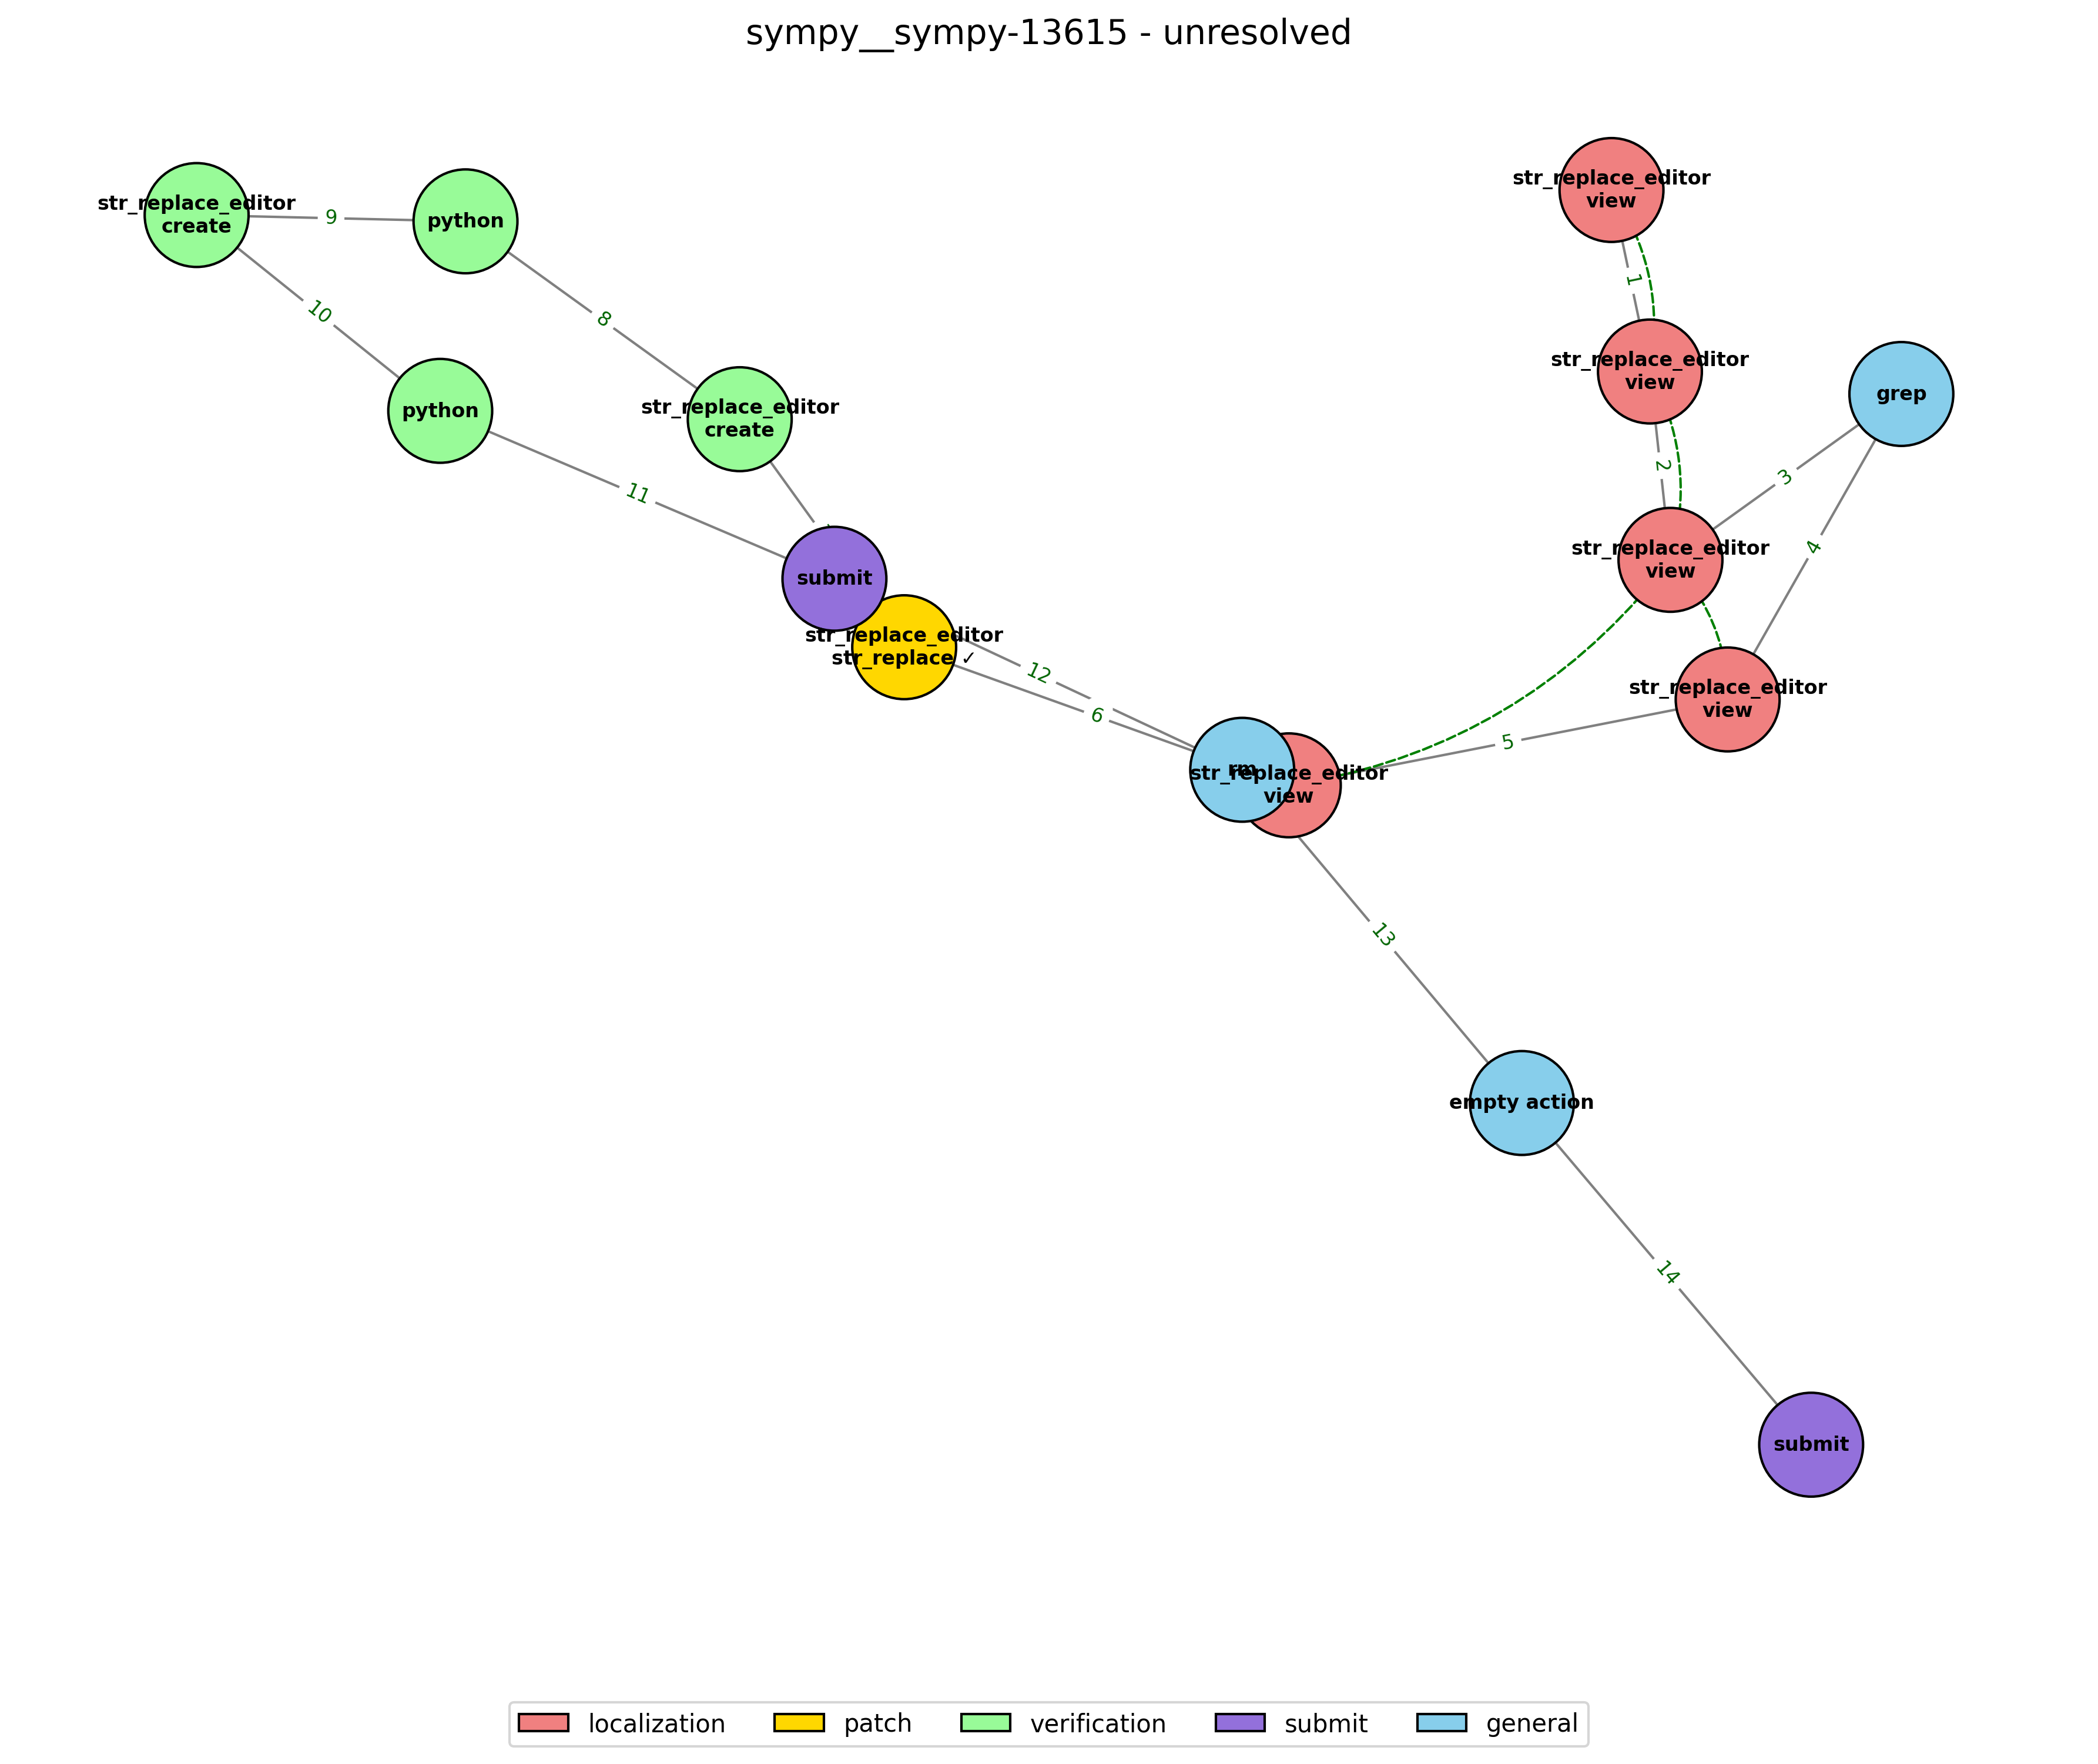 sympy__sympy-13615 - unresolved
str_replace_editor
view
str_replace_editor
create
9
python
1
10
8
str_replace_editor
view
grep
python
str_replace_editor
create
2
3
11
str_replace_editor
view
4
submit
str_replace_editor
str_replace ✓
12
6
str_replace_editor
view
5
rm
str_replace_editor
view
13
empty action
14
submit
localization
patch
verification
submit
general